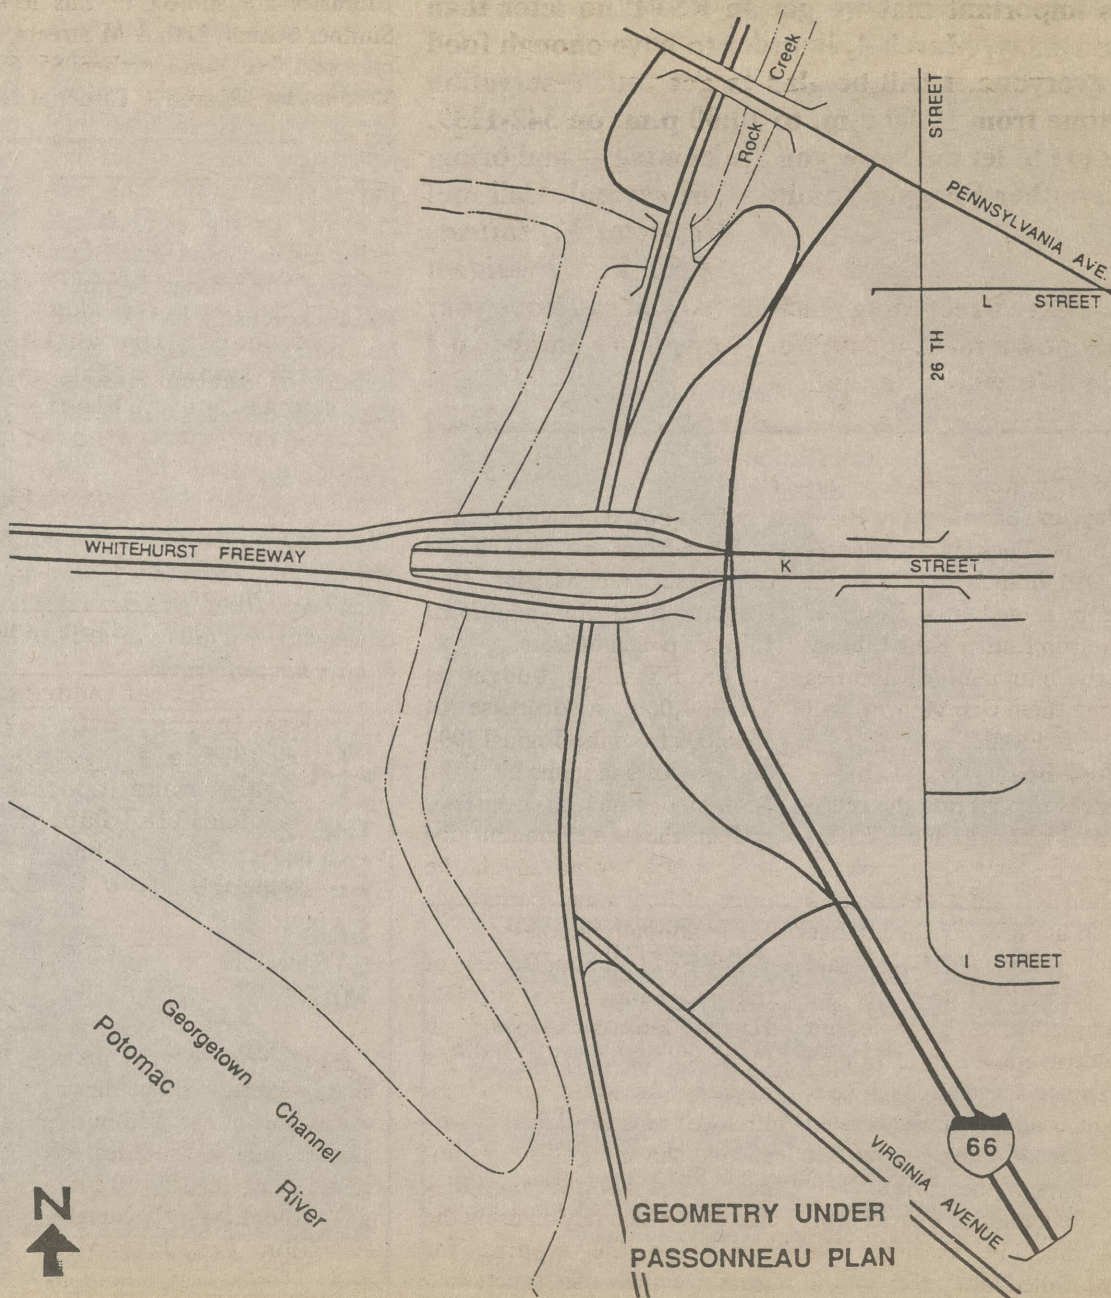 Creek
Rock
STREET
PENNSYLVANIA AVE.
L STREET
26 TH
WHITEHURST FREEWAY
K STREET
I STREET
Georgetown Channel
Potomac River
66
VIRGINIA AVENUE
N
GEOMETRY UNDER
PASSONNEAU PLAN